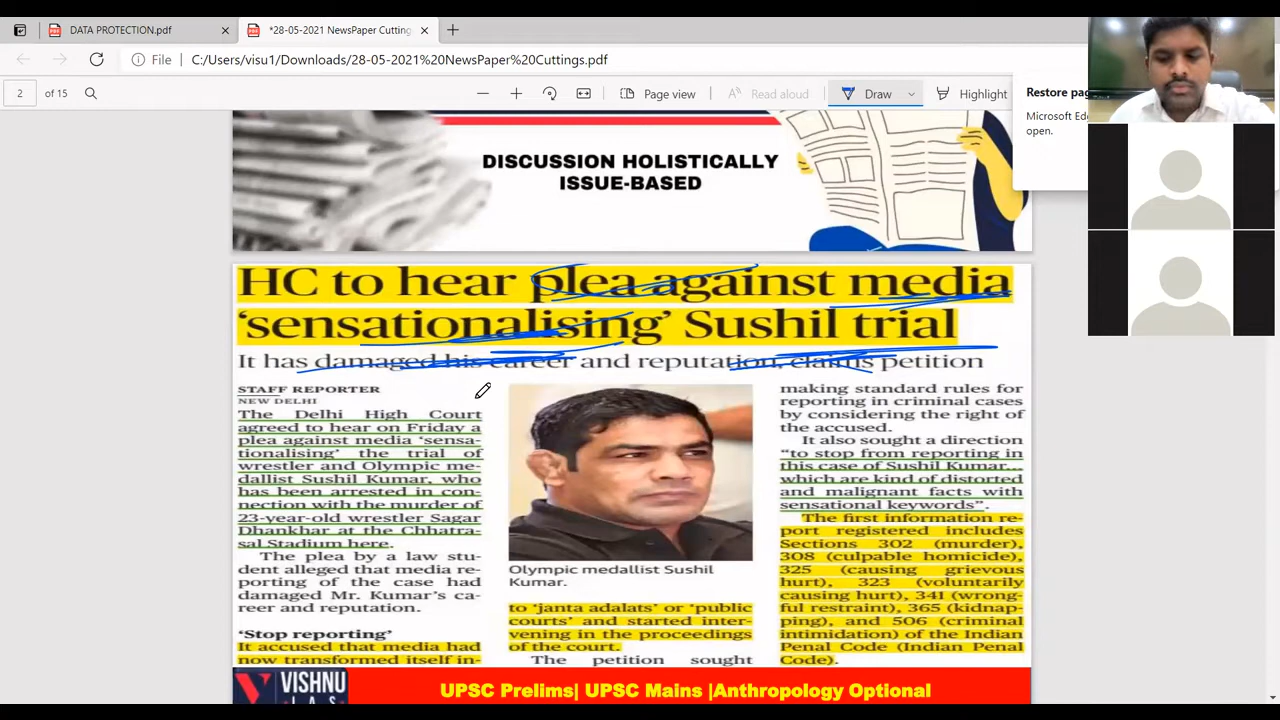 DATA PROTECTION.pdf
*28-05-2021 NewsPaper Cutting
File
C:/Users/visu1/Downloads/28-05-2021%20NewsPaper%20Cuttings.pdf
2 of 15
Page view
Read aloud
Draw
Highlight
Restore pag
Microsoft Ed
open.
DISCUSSION HOLISTICALLY
ISSUE-BASED
HC to hear plea against media
‘sensationalising’ Sushil trial
It has damaged his career and reputation, claims petition
STAFF REPORTER
NEW DELHI
The Delhi High Court
agreed to hear on Friday a
plea against media ‘sensa-
tionalising’ the trial of
wrestler and Olympic me-
dallist Sushil Kumar, who
has been arrested in con-
nection with the murder of
23-year-old wrestler Sagar
Dhankhar at the Chhatra-
sal Stadium here.
The plea by a law stu-
dent alleged that media re-
porting of the case had
damaged Mr. Kumar’s ca-
reer and reputation.
‘Stop reporting’
It accused that media had
now transformed itself in-
Olympic medallist Sushil
Kumar.
to ‘janta adalats’ or ‘public
courts’ and started inter-
vening in the proceedings
of the court.
The petition sought
making standard rules for
reporting in criminal cases
by considering the right of
the accused.
It also sought a direction
“to stop from reporting in
this case of Sushil Kumar...
which are kind of distorted
and malignant facts with
sensational keywords”.
The first information re-
port registered includes
Sections 302 (murder),
308 (culpable homicide),
325 (causing grievous
hurt), 323 (voluntarily
causing hurt), 341 (wrong-
ful restraint), 365 (kidnap-
ping), and 506 (criminal
intimidation) of the Indian
Penal Code (Indian Penal
Code).
VISHNU
IAS
UPSC Prelims| UPSC Mains |Anthropology Optional